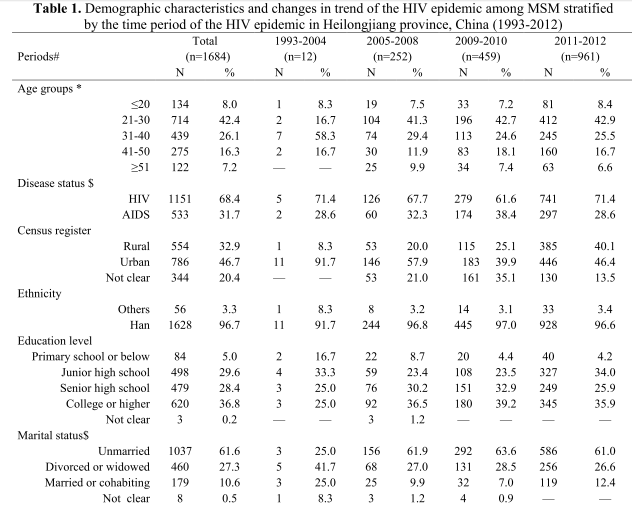 Table 1. Demographic characteristics and changes in trend of the HIV epidemic among MSM stratified
by the time period of the HIV epidemic in Heilongjiang province, China (1993-2012)
Periods# Total (n=1684) 1993-2004 (n=12) 2005-2008 (n=252) 2009-2010 (n=459) 2011-2012 (n=961)
N % N % N % N % N %
Age groups *
≤20 134 8.0 1 8.3 19 7.5 33 7.2 81 8.4
21-30 714 42.4 2 16.7 104 41.3 196 42.7 412 42.9
31-40 439 26.1 7 58.3 74 29.4 113 24.6 245 25.5
41-50 275 16.3 2 16.7 30 11.9 83 18.1 160 16.7
≥51 122 7.2 — — 25 9.9 34 7.4 63 6.6
Disease status $
HIV 1151 68.4 5 71.4 126 67.7 279 61.6 741 71.4
AIDS 533 31.7 2 28.6 60 32.3 174 38.4 297 28.6
Census register
Rural 554 32.9 1 8.3 53 20.0 115 25.1 385 40.1
Urban 786 46.7 11 91.7 146 57.9 183 39.9 446 46.4
Not clear 344 20.4 — — 53 21.0 161 35.1 130 13.5
Ethnicity
Others 56 3.3 1 8.3 8 3.2 14 3.1 33 3.4
Han 1628 96.7 11 91.7 244 96.8 445 97.0 928 96.6
Education level
Primary school or below 84 5.0 2 16.7 22 8.7 20 4.4 40 4.2
Junior high school 498 29.6 4 33.3 59 23.4 108 23.5 327 34.0
Senior high school 479 28.4 3 25.0 76 30.2 151 32.9 249 25.9
College or higher 620 36.8 3 25.0 92 36.5 180 39.2 345 35.9
Not clear 3 0.2 — — 3 1.2 — — — —
Marital status$
Unmarried 1037 61.6 3 25.0 156 61.9 292 63.6 586 61.0
Divorced or widowed 460 27.3 5 41.7 68 27.0 131 28.5 256 26.6
Married or cohabiting 179 10.6 3 25.0 25 9.9 32 7.0 119 12.4
Not clear 8 0.5 1 8.3 3 1.2 4 0.9 — —